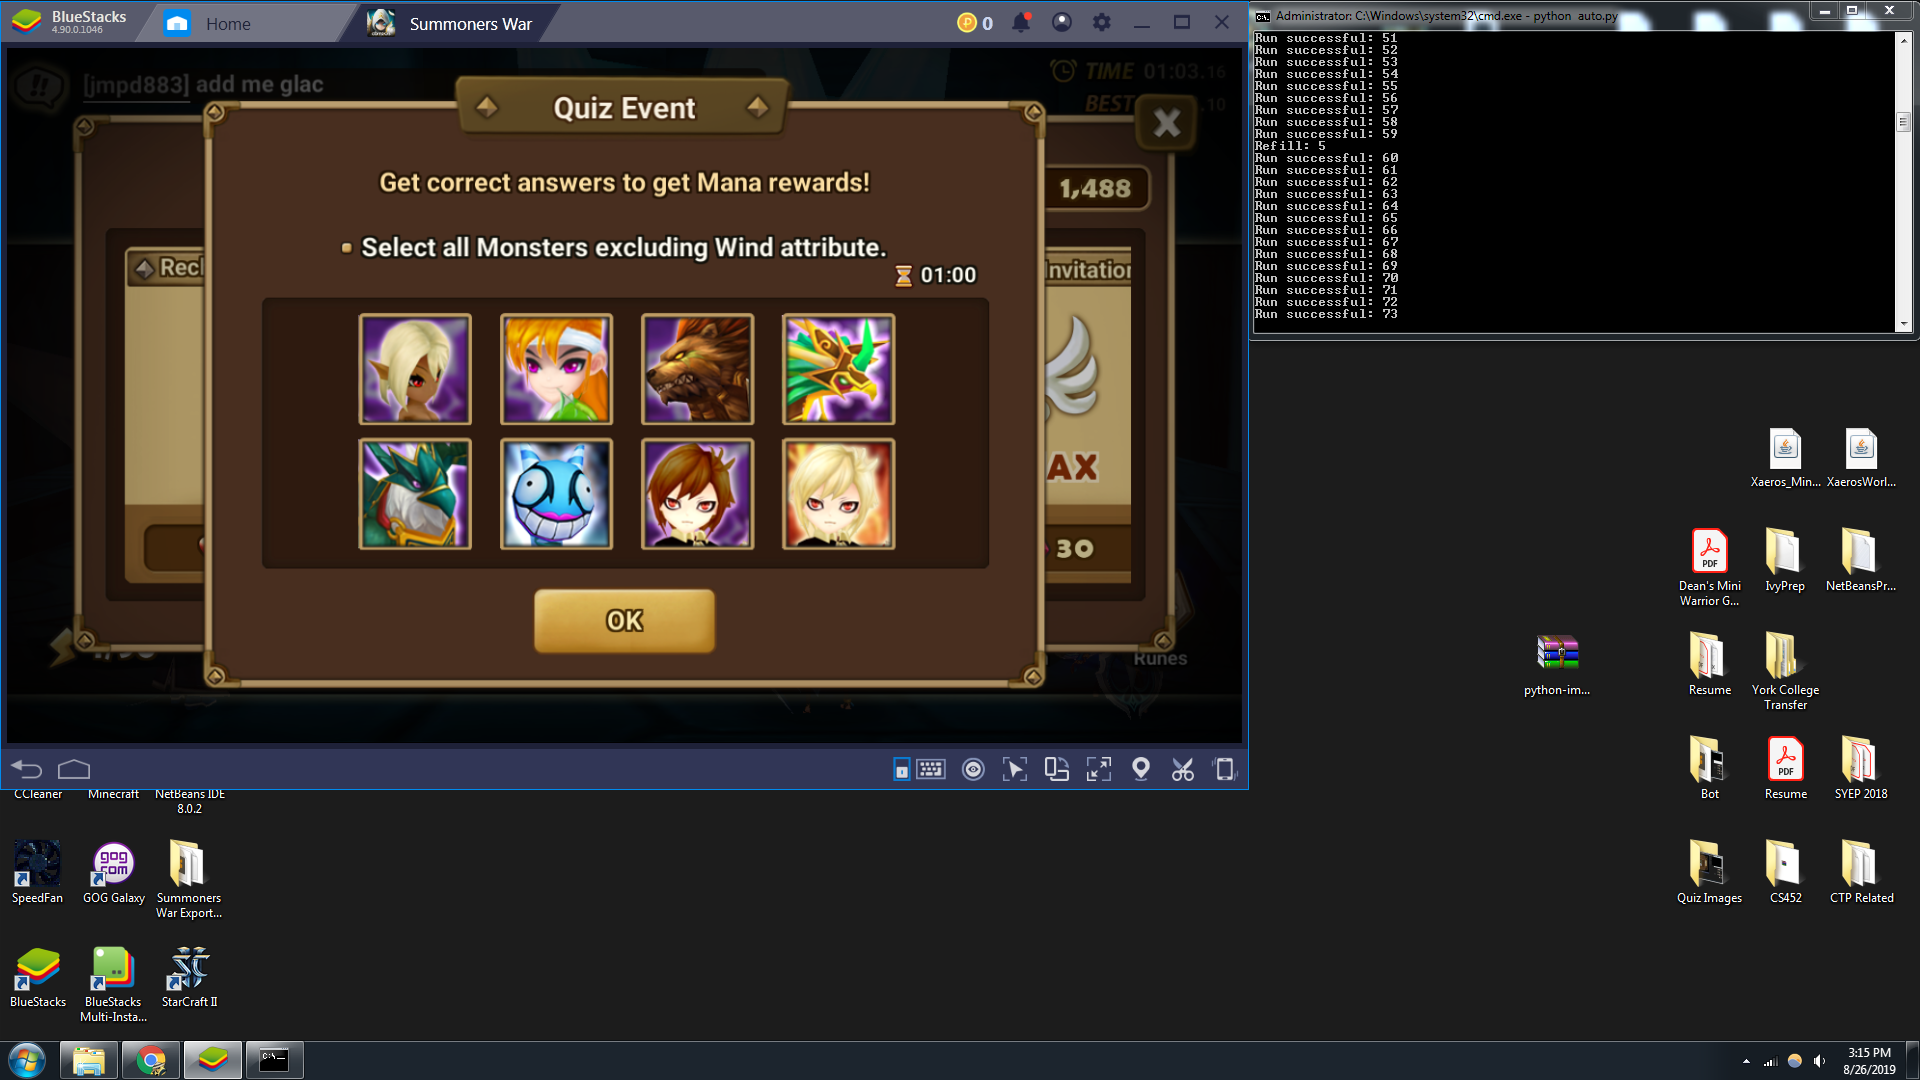 BlueStacks
4.90.0.1046
Home
Summoners War
0
[jmpd883] add me glac
TIME 01:03.16
BEST
.10
Quiz Event
Get correct answers to get Mana rewards!
1,488
Select all Monsters excluding Wind attribute.
01:00
Recl
Invitation
AX
30
OK
Runes
Administrator: C:\Windows\system32\cmd.exe - python auto.py
Run successful: 51
Run successful: 52
Run successful: 53
Run successful: 54
Run successful: 55
Run successful: 56
Run successful: 57
Run successful: 58
Run successful: 59
Refill: 5
Run successful: 60
Run successful: 61
Run successful: 62
Run successful: 63
Run successful: 64
Run successful: 65
Run successful: 66
Run successful: 67
Run successful: 68
Run successful: 69
Run successful: 70
Run successful: 71
Run successful: 72
Run successful: 73
Xaeros_Min...
XaerosWorl...
PDF
Dean's Mini
Warrior G...
IvyPrep
NetBeansPr...
python-im...
Resume
York College
Transfer
Bot
PDF
Resume
SYEP 2018
Quiz Images
CS452
CTP Related
CCleaner
Minecraft
NetBeans IDE
8.0.2
SpeedFan
gog
com
GOG Galaxy
Summoners
War Export...
BlueStacks
BlueStacks
Multi-Insta...
StarCraft II
C:\_
3:15 PM
8/26/2019